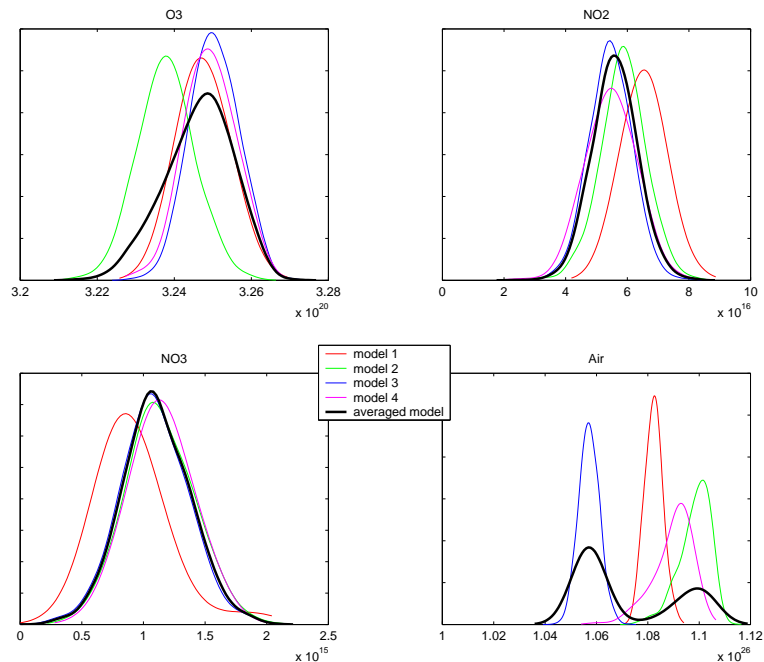 O3
NO2
3.2 3.22 3.24 3.26 3.28
x 10^20
0 2 4 6 8 10
x 10^16
NO3
Air
model 1
model 2
model 3
model 4
averaged model
0 0.5 1 1.5 2 2.5
x 10^15
1 1.02 1.04 1.06 1.08 1.1 1.12
x 10^26